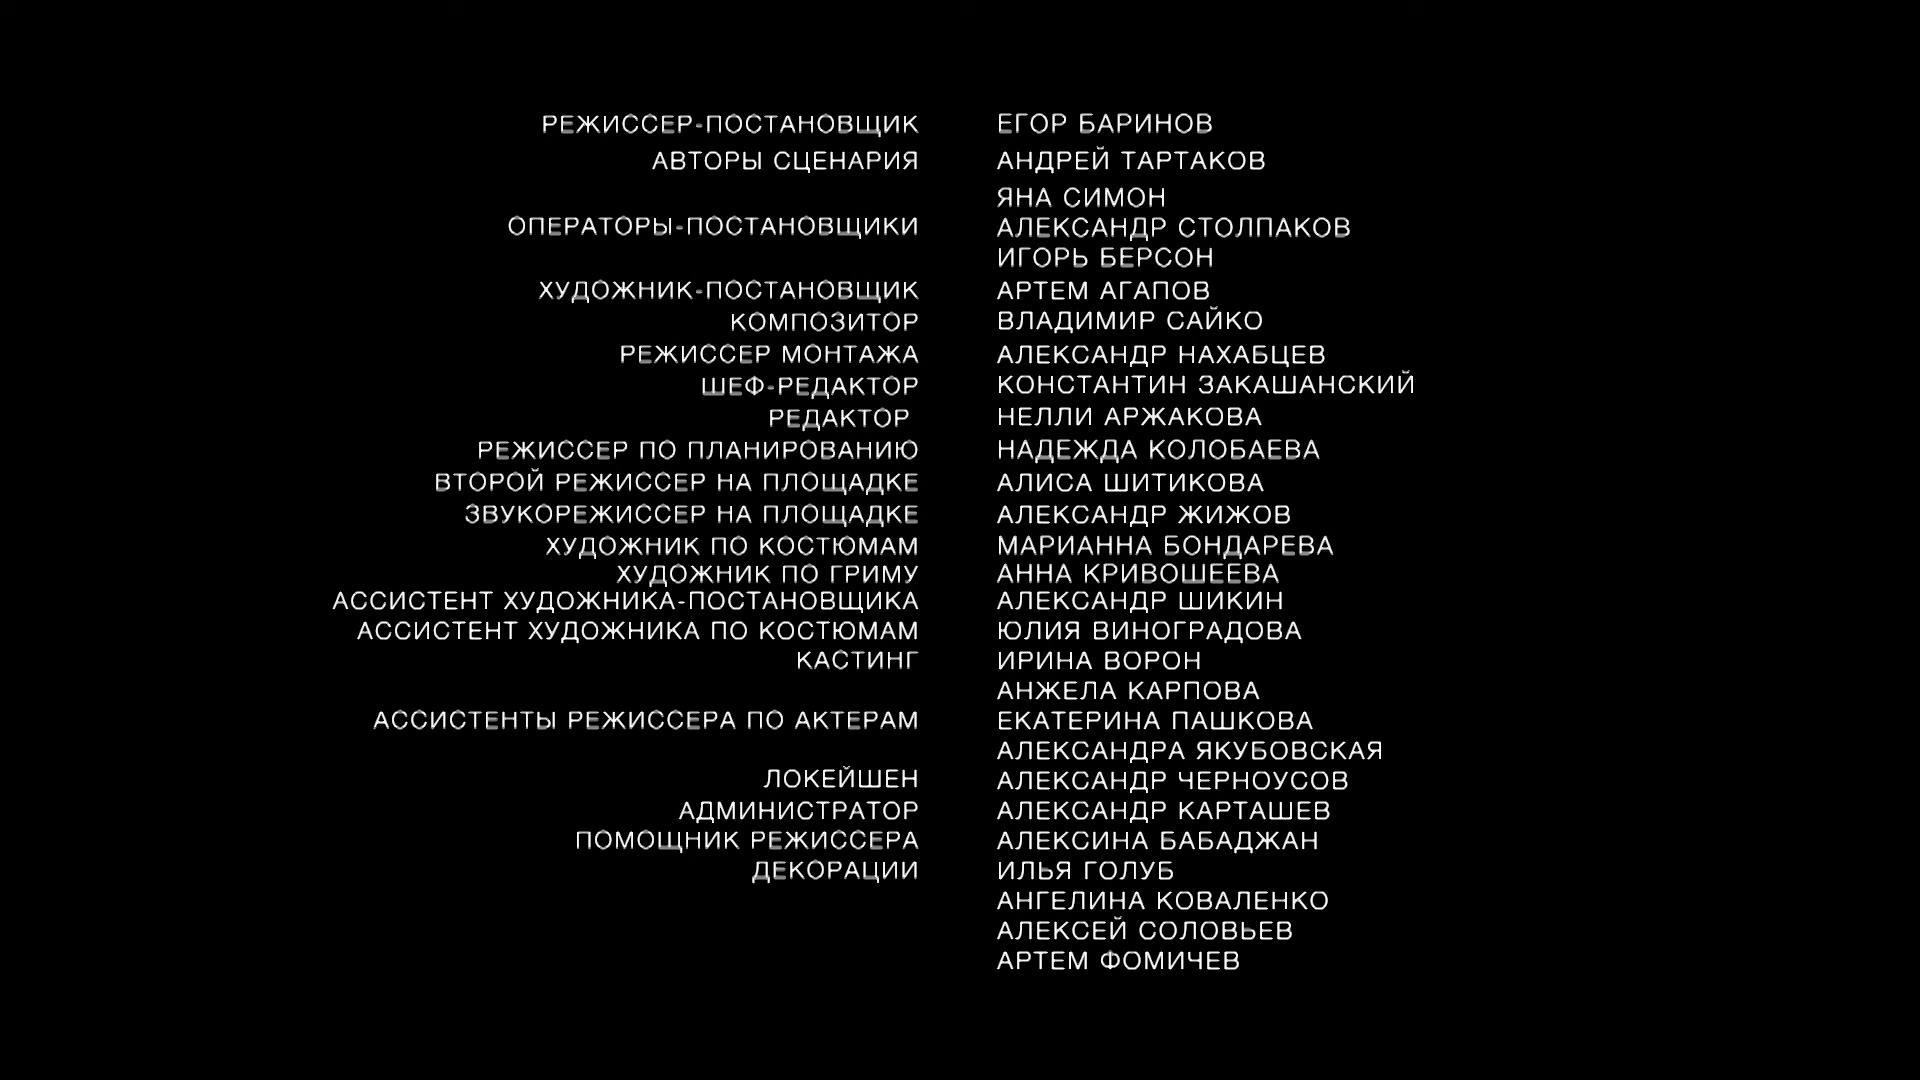 РЕЖИССЕР-ПОСТАНОВЩИК ЕГОР БАРИНОВ
АВТОРЫ СЦЕНАРИЯ АНДРЕЙ ТАРТАКОВ
ЯНА СИМОН
ОПЕРАТОРЫ-ПОСТАНОВЩИКИ АЛЕКСАНДР СТОЛПАКОВ
ИГОРЬ БЕРСОН
ХУДОЖНИК-ПОСТАНОВЩИК АРТЕМ АГАПОВ
КОМПОЗИТОР ВЛАДИМИР САЙКО
РЕЖИССЕР МОНТАЖА АЛЕКСАНДР НАХАБЦЕВ
ШЕФ-РЕДАКТОР КОНСТАНТИН ЗАКАШАНСКИЙ
РЕДАКТОР НЕЛЛИ АРЖАКОВА
РЕЖИССЕР ПО ПЛАНИРОВАНИЮ НАДЕЖДА КОЛОБАЕВА
ВТОРОЙ РЕЖИССЕР НА ПЛОЩАДКЕ АЛИСА ШИТИКОВА
ЗВУКОРЕЖИССЕР НА ПЛОЩАДКЕ АЛЕКСАНДР ЖИЖОВ
ХУДОЖНИК ПО КОСТЮМАМ МАРИАННА БОНДАРЕВА
ХУДОЖНИК ПО ГРИМУ АННА КРИВОШЕЕВА
АССИСТЕНТ ХУДОЖНИКА-ПОСТАНОВЩИКА АЛЕКСАНДР ШИКИН
АССИСТЕНТ ХУДОЖНИКА ПО КОСТЮМАМ ЮЛИЯ ВИНОГРАДОВА
КАСТИНГ ИРИНА ВОРОН
АНЖЕЛА КАРПОВА
АССИСТЕНТЫ РЕЖИССЕРА ПО АКТЕРАМ ЕКАТЕРИНА ПАШКОВА
АЛЕКСАНДРА ЯКУБОВСКАЯ
ЛОКЕЙШЕН АЛЕКСАНДР ЧЕРНОУСОВ
АДМИНИСТРАТОР АЛЕКСАНДР КАРТАШЕВ
ПОМОЩНИК РЕЖИССЕРА АЛЕКСИНА БАБАДЖАН
ДЕКОРАЦИИ ИЛЬЯ ГОЛУБ
АНГЕЛИНА КОВАЛЕНКО
АЛЕКСЕЙ СОЛОВЬЕВ
АРТЕМ ФОМИЧЕВ